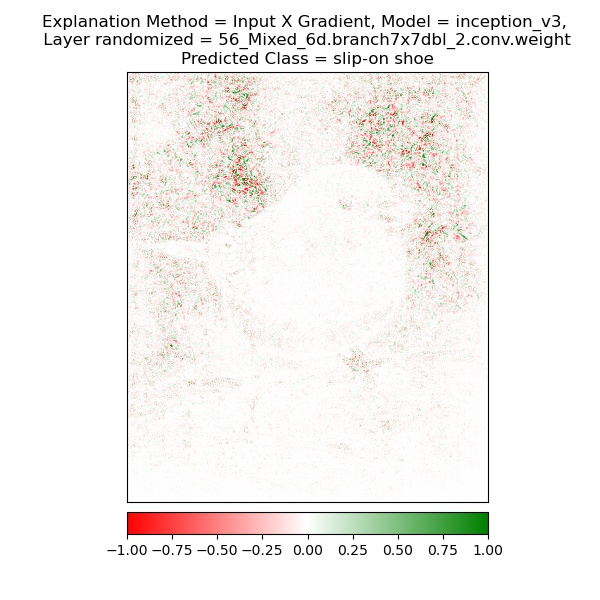 Explanation Method = Input X Gradient, Model = inception_v3,
Layer randomized = 56_Mixed_6d.branch7x7dbl_2.conv.weight
Predicted Class = slip-on shoe
−1.00 −0.75 −0.50 −0.25 0.00 0.25 0.50 0.75 1.00